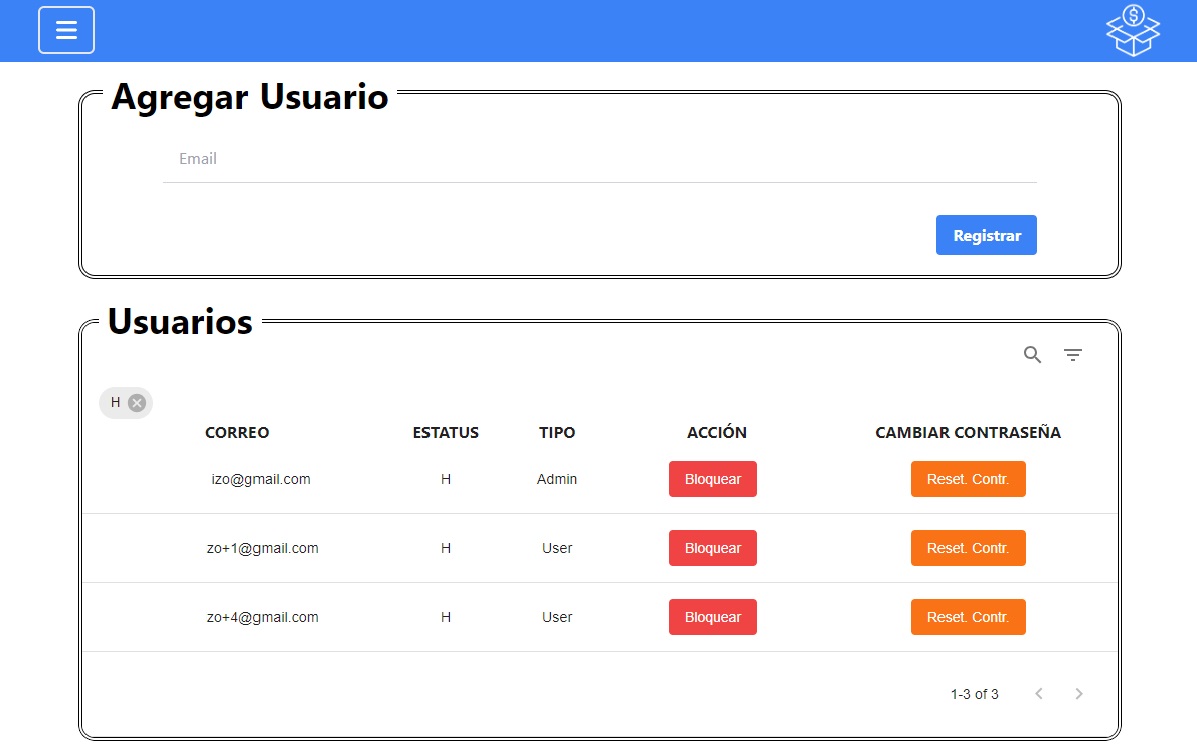 Agregar Usuario
Email
Registrar
Usuarios
H
CORREO ESTATUS TIPO ACCIÓN CAMBIAR CONTRASEÑA
izo@gmail.com H Admin Bloquear Reset. Contr.
zo+1@gmail.com H User Bloquear Reset. Contr.
zo+4@gmail.com H User Bloquear Reset. Contr.
1-3 of 3